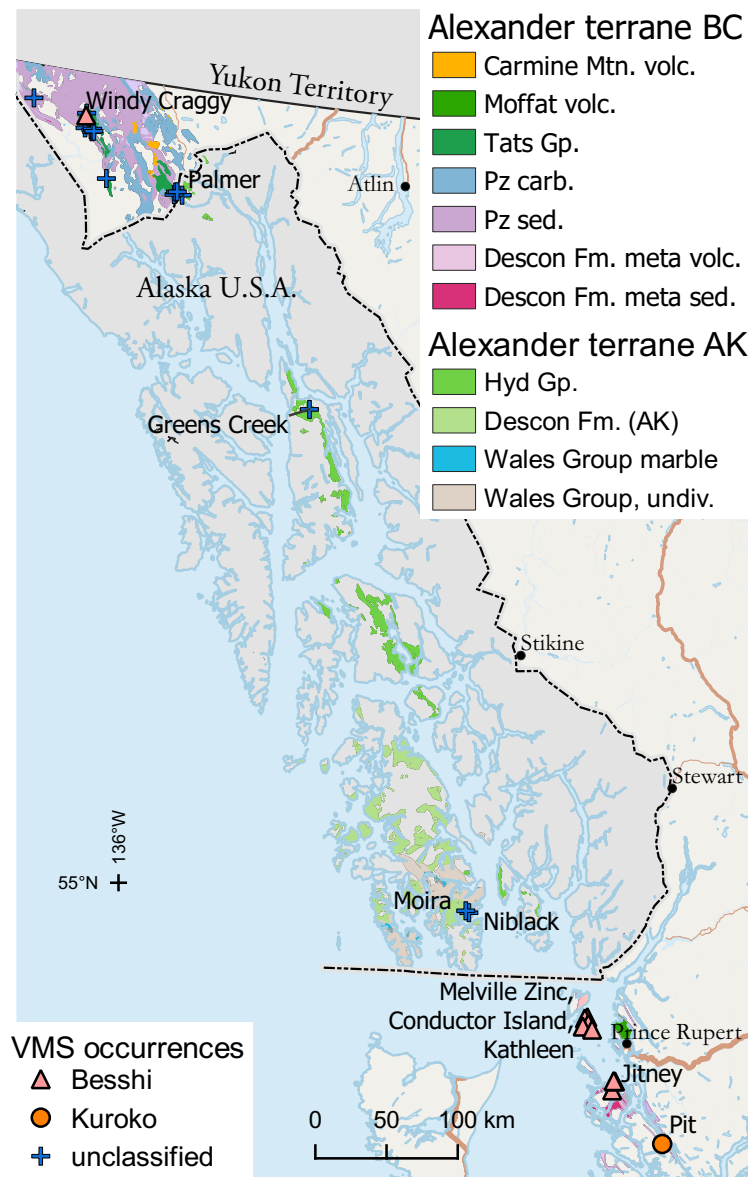 Alexander terrane BC
Carmine Mtn. volc.
Moffat volc.
Tats Gp.
Pz carb.
Pz sed.
Descon Fm. meta volc.
Descon Fm. meta sed.
Alexander terrane AK
Hyd Gp.
Descon Fm. (AK)
Wales Group marble
Wales Group, undiv.
Yukon Territory
Windy Craggy
Palmer
Atlin
Alaska U.S.A.
Greens Creek
Stikine
Stewart
136°W
55°N
Moira
Niblack
Melville Zinc,
Conductor Island,
Kathleen
Prince Rupert
Jitney
Pit
VMS occurrences
Besshi
Kuroko
unclassified
0 50 100 km